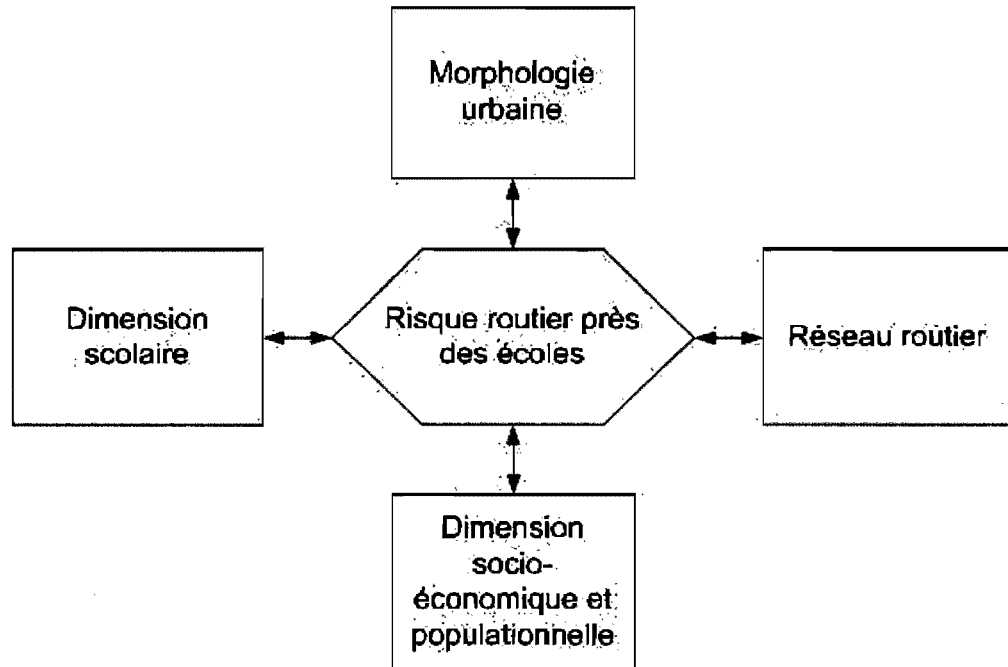 Morphologie
urbaine
Dimension
scolaire
Risque routier près
des écoles
Réseau routier
Dimension
socio-
économique et
populationnelle